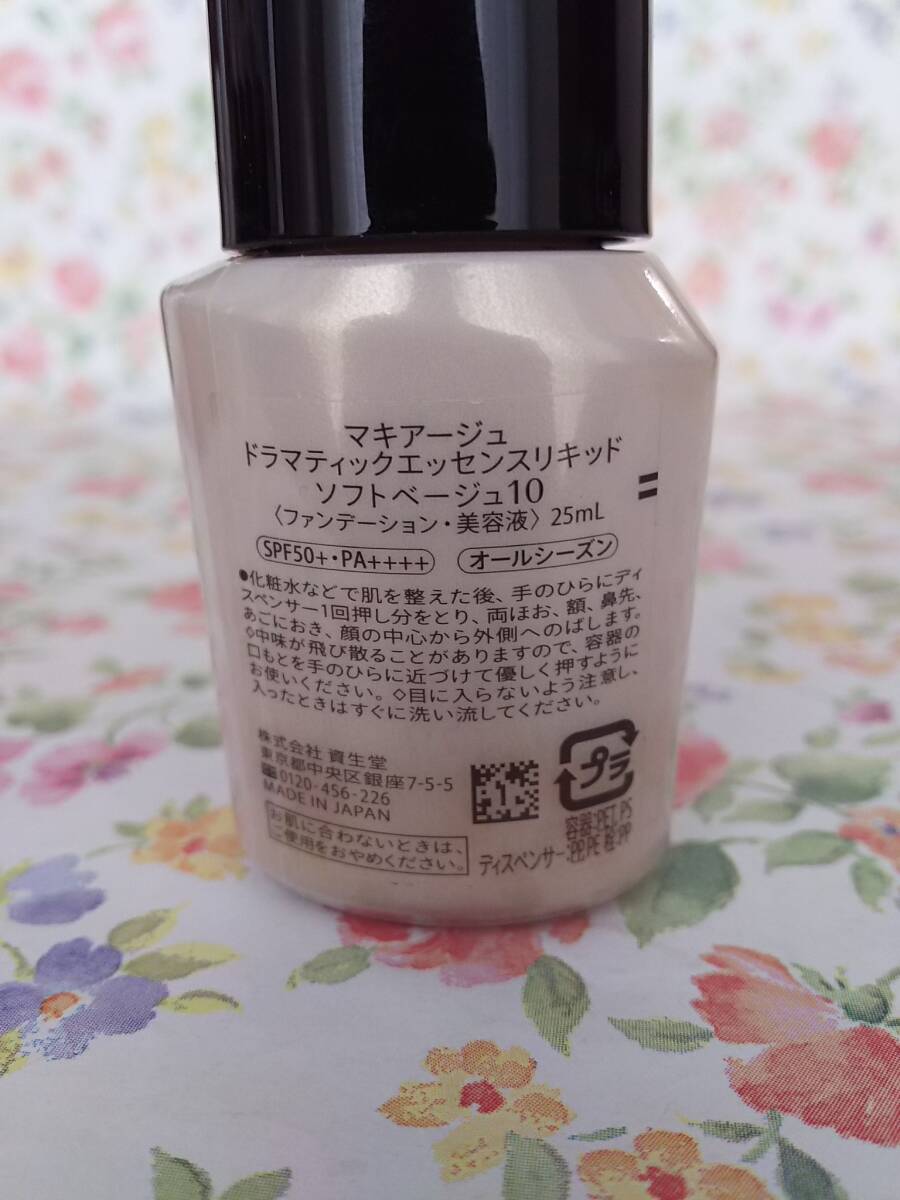 マキアージュ
ドラマティックエッセンスリキッド
ソフトベージュ10
〈ファンデーション・美容液〉25mL
SPF50+・PA++++ オールシーズン
●化粧水などで肌を整えた後、手のひらにディ
スペンサー1回押し分をとり、両ほお、額、鼻先、
あごにおき、顔の中心から外側へのばします。
◇中味が飛び散ることがありますので、容器の
口もとを手のひらに近づけて優しく押すように
お使いください。◇目に入らないよう注意し、
入ったときはすぐに洗い流してください。
株式会社 資生堂
東京都中央区銀座7-5-5
0120-456-226
MADE IN JAPAN
お肌に合わないときは、
ご使用をおやめください。
プラ
容器:PET,PS
ディスペンサー:PP,PE 栓:PP